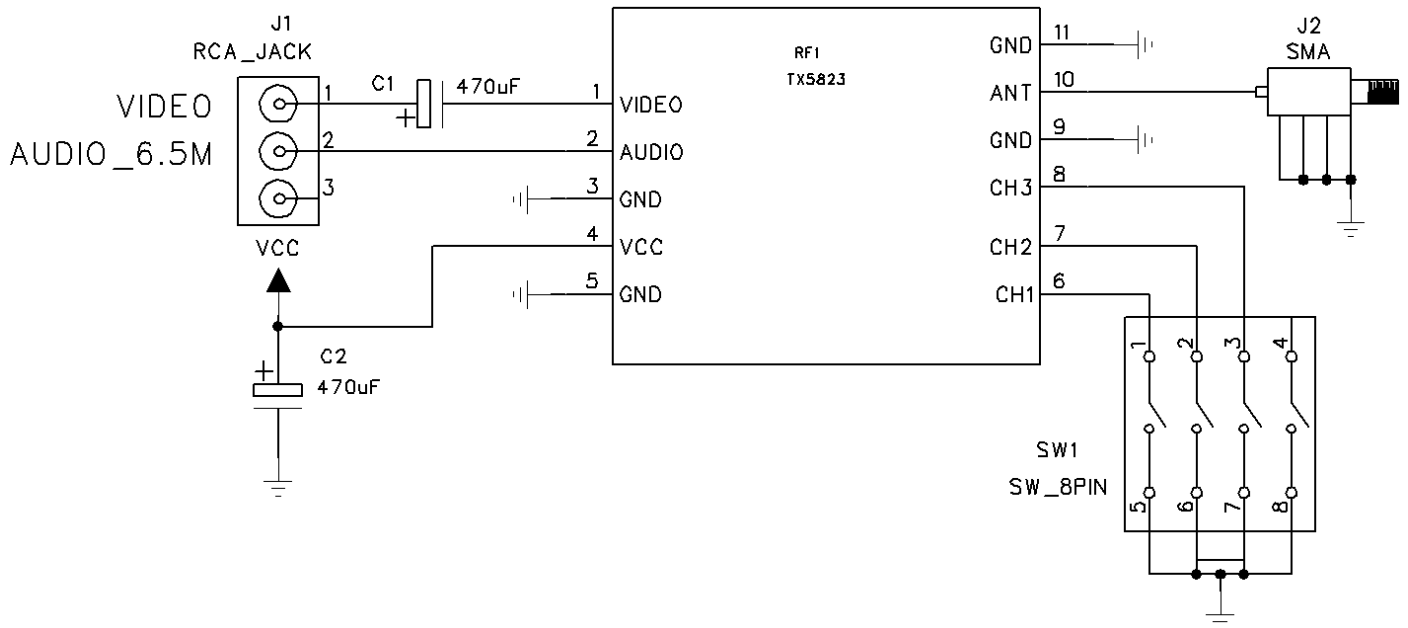 J1
RCA_JACK
VIDEO
AUDIO_6.5M
1
2
3
C1
+
470uF
VCC
C2
+
470uF
RF1
TX5823
1
VIDEO
2
AUDIO
3
GND
4
VCC
5
GND
GND
11
ANT
10
GND
9
CH3
8
CH2
7
CH1
6
J2
SMA
1
2
3
4
SW1
SW_8PIN
5
6
7
8